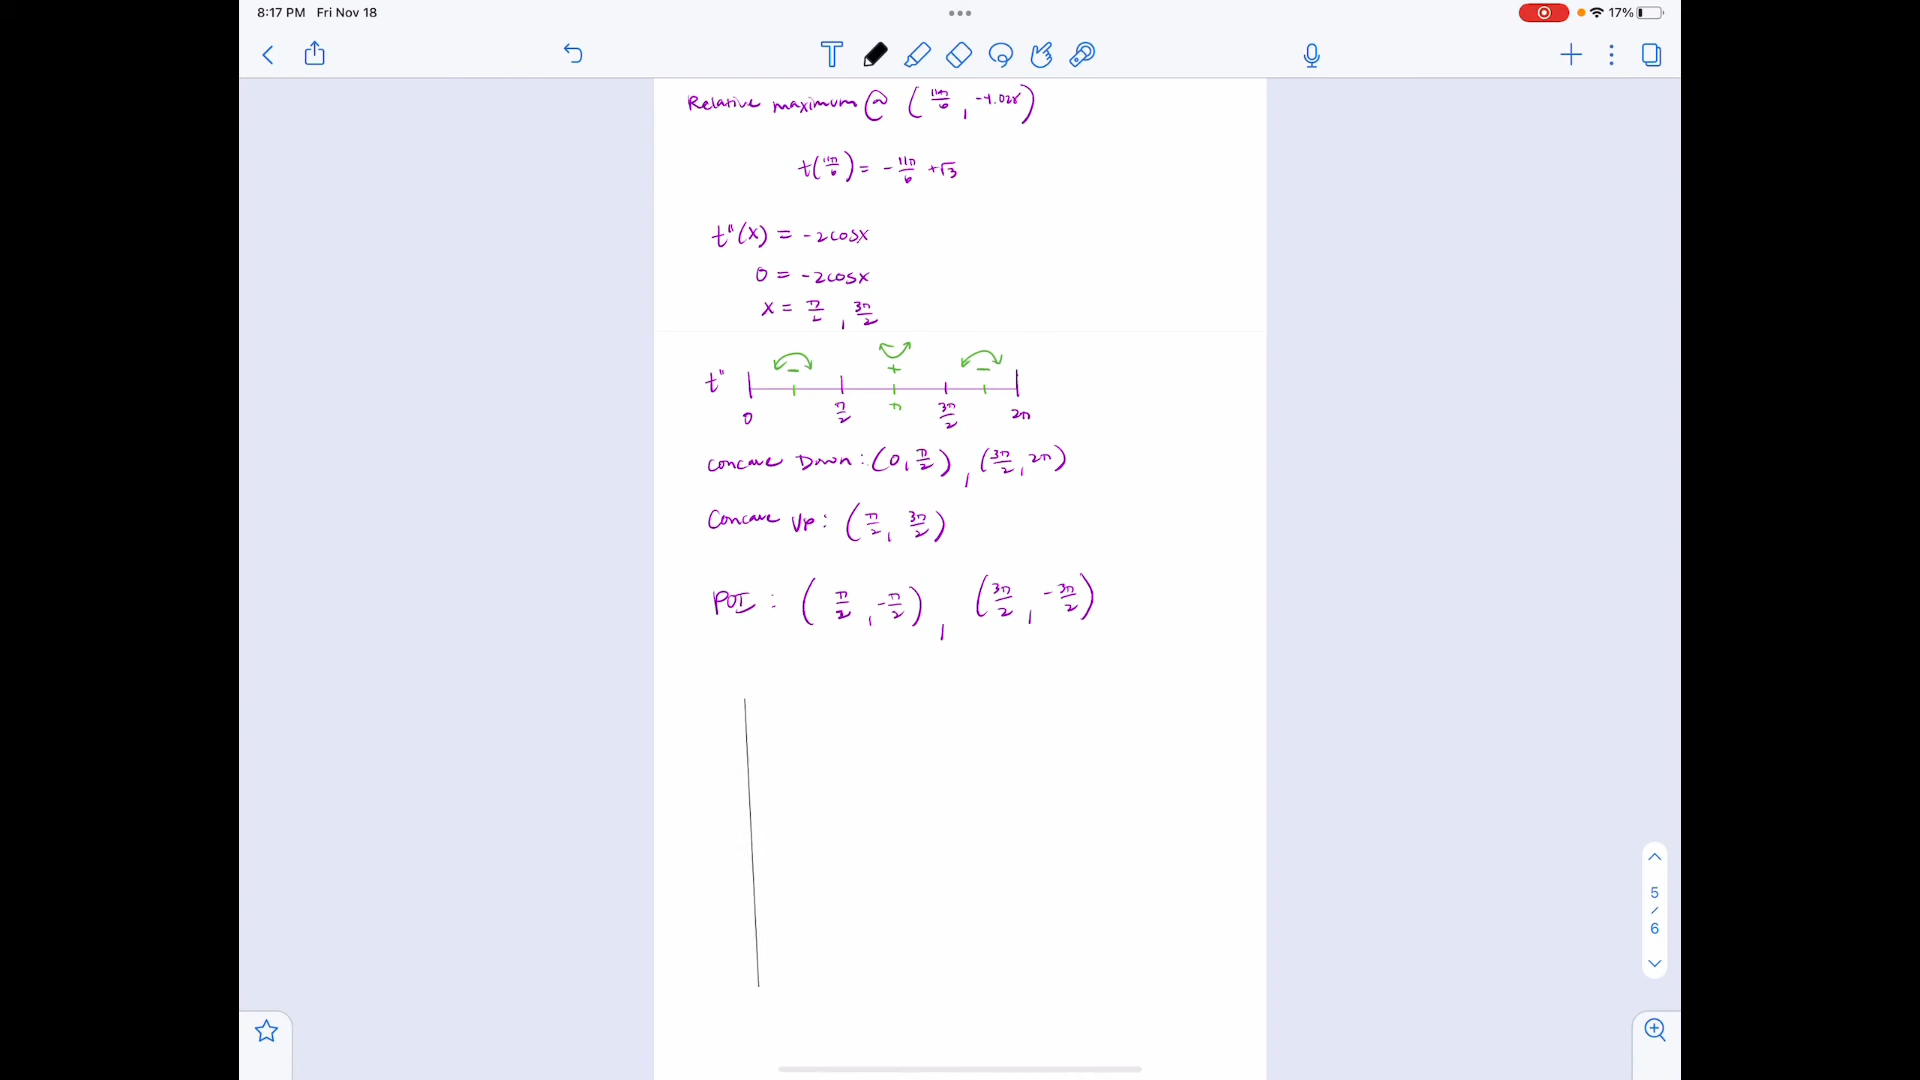 8:17 PM Fri Nov 18
17%
T
Relative maximum @ (11π/6, -4.028)
t(11π/6) = -11π/6 + √3
t"(x) = -2cosx
0 = -2cosx
x = π/2, 3π/2
- + -
t"
0 π/2 π 3π/2 2π
Concave Down: (0, π/2), (3π/2, 2π)
Concave Up: (π/2, 3π/2)
POI: (π/2, -π/2), (3π/2, -3π/2)
5
/
6